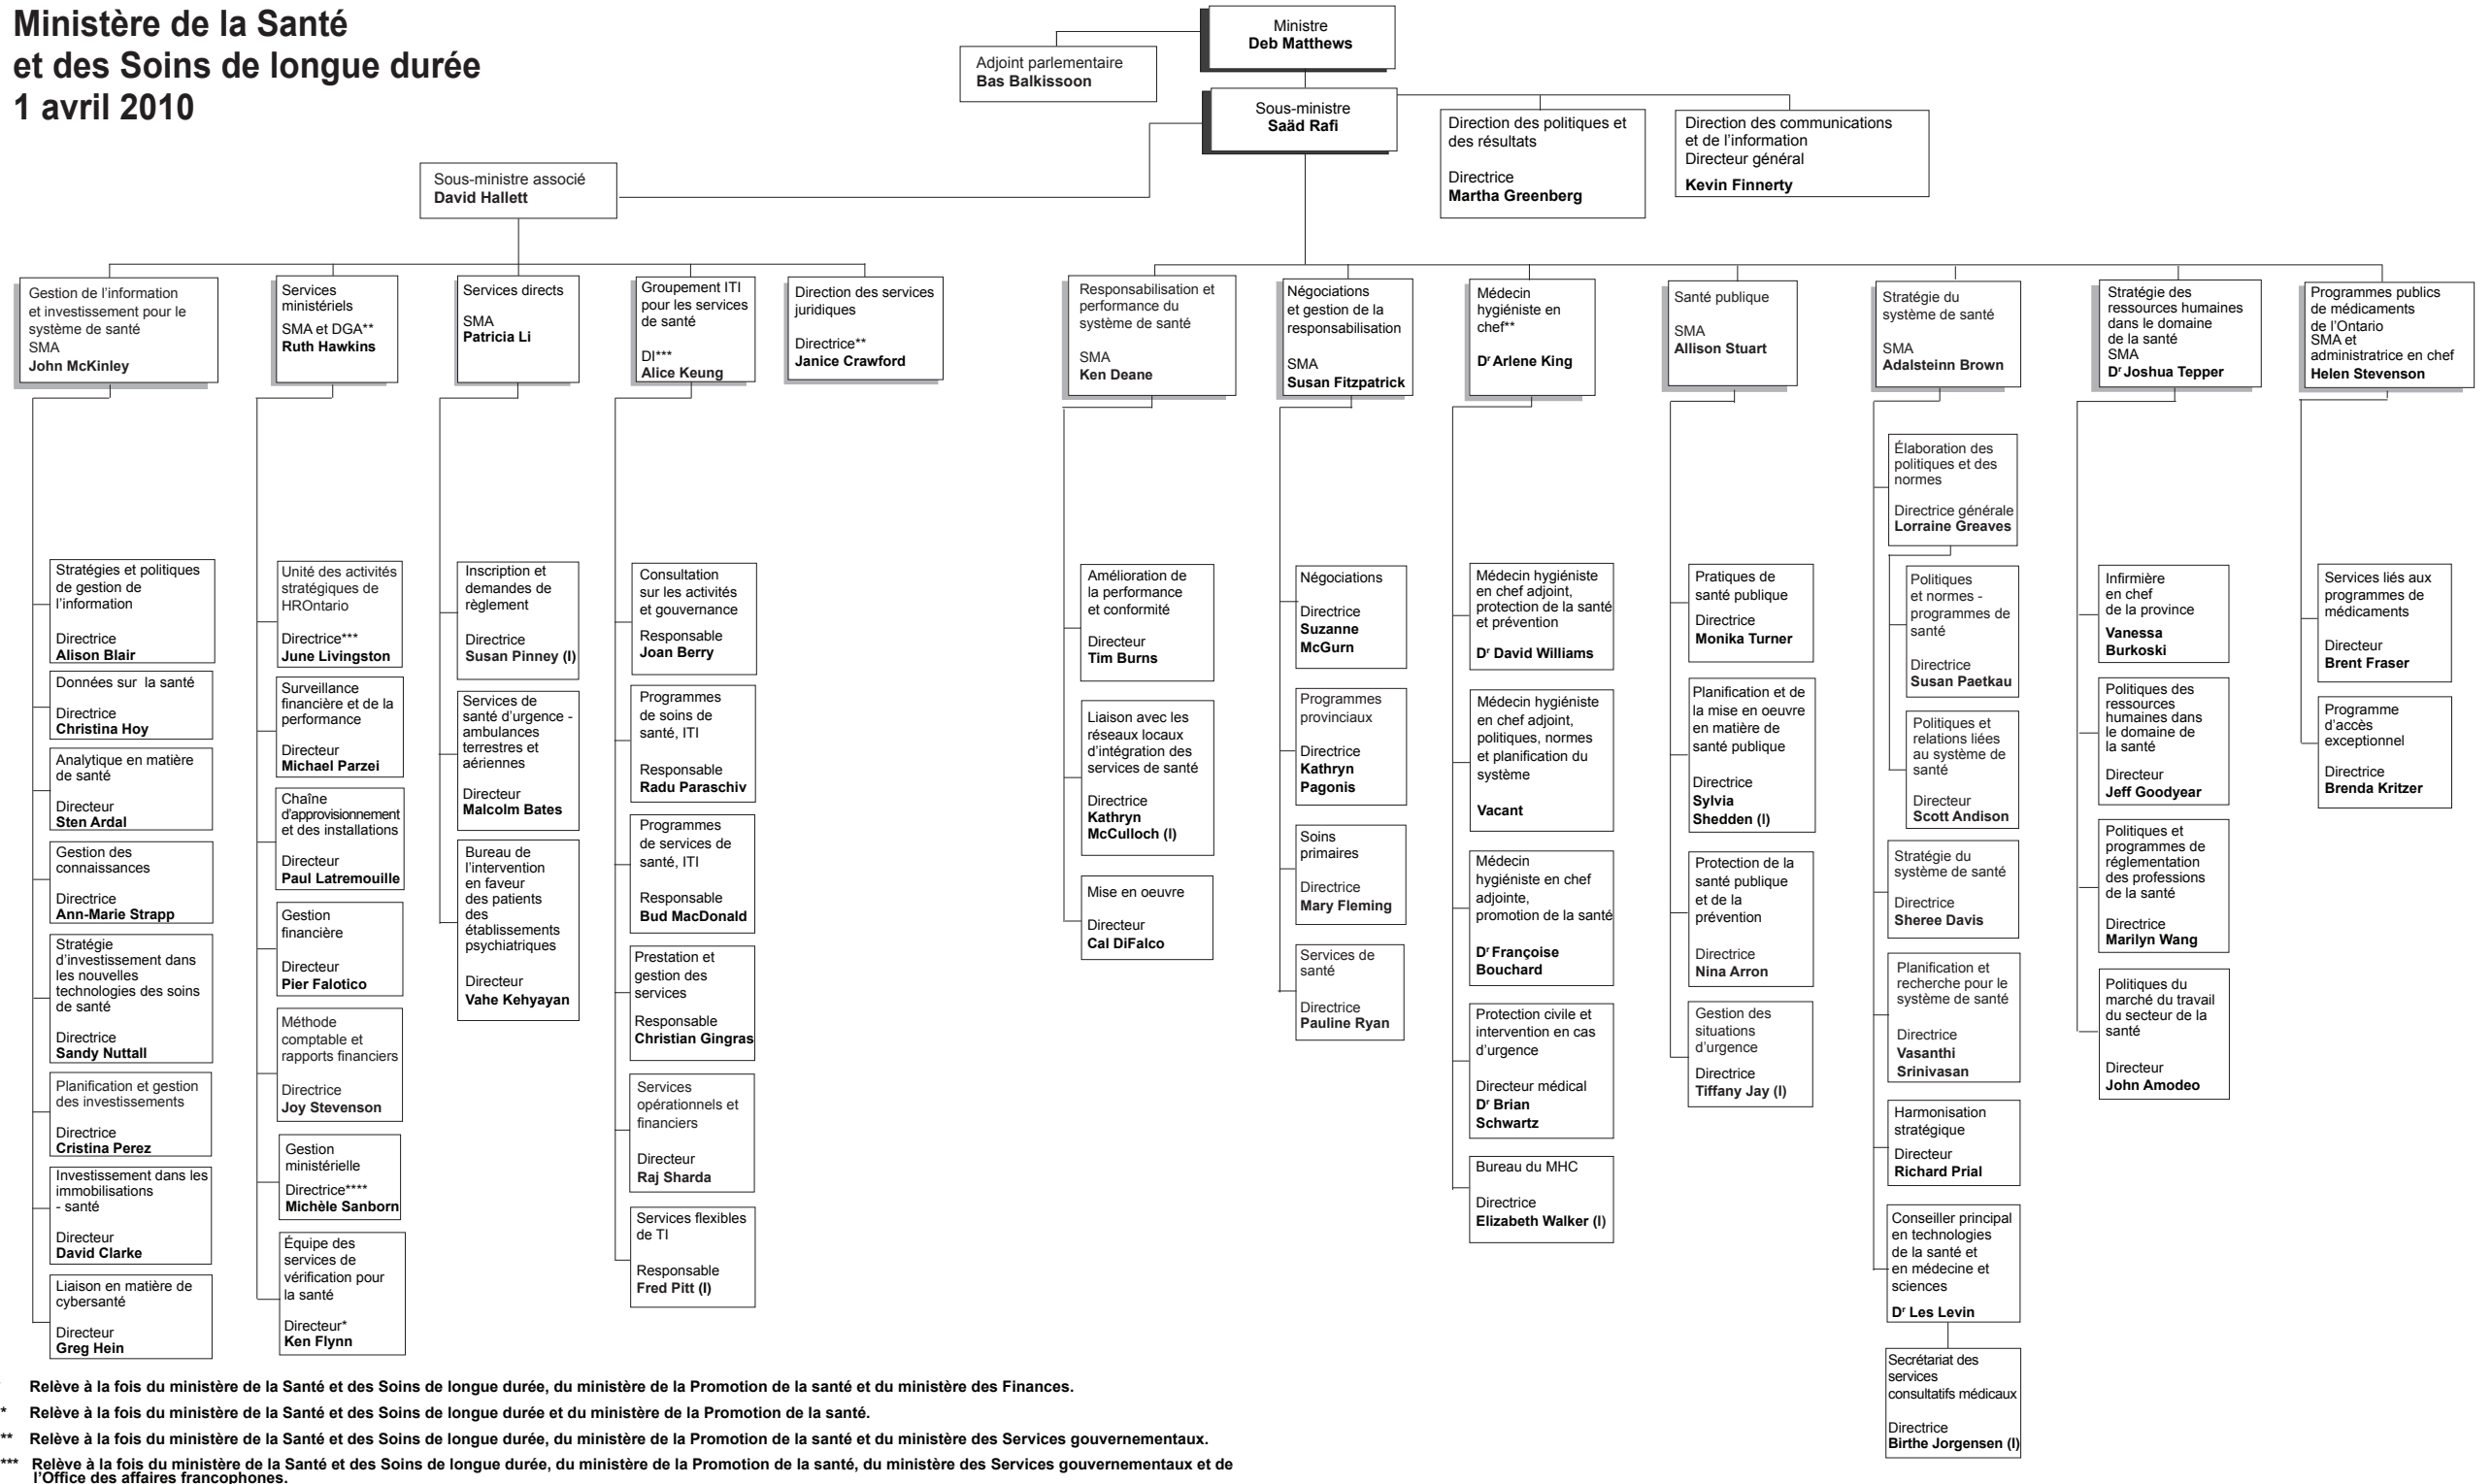 Ministère de la Santé
et des Soins de longue durée
1 avril 2010
Ministre
Deb Matthews
Adjoint parlementaire
Bas Balkissoon
Sous-ministre
Saäd Rafi
Direction des politiques et
des résultats
Directrice
Martha Greenberg
Direction des communications
et de l'information
Directeur général
Kevin Finnerty
Sous-ministre associé
David Hallett
Gestion de l'information
et investissement pour le
système de santé
SMA
John McKinley
Services
ministériels
SMA et DGA**
Ruth Hawkins
Services directs
SMA
Patricia Li
Groupement ITI
pour les services
de santé
DI***
Alice Keung
Direction des services
juridiques
Directrice**
Janice Crawford
Responsabilisation et
performance du
système de santé
SMA
Ken Deane
Négociations
et gestion de la
responsabilisation
SMA
Susan Fitzpatrick
Médecin
hygiéniste en
chef**
Dr Arlene King
Santé publique
SMA
Allison Stuart
Stratégie du
système de santé
SMA
Adalsteinn Brown
Stratégie des
ressources humaines
dans le domaine
de la santé
SMA
Dr Joshua Tepper
Programmes publics
de médicaments
de l'Ontario
SMA et
administratrice en chef
Helen Stevenson
Stratégies et politiques
de gestion de
l'information
Directrice
Alison Blair
Données sur la santé
Directrice
Christina Hoy
Analytique en matière
de santé
Directeur
Sten Ardal
Gestion des
connaissances
Directrice
Ann-Marie Strapp
Stratégie
d'investissement dans
les nouvelles
technologies des soins
de santé
Directrice
Sandy Nuttall
Planification et gestion
des investissements
Directrice
Cristina Perez
Investissement dans les
immobilisations
- santé
Directeur
David Clarke
Liaison en matière de
cybersanté
Directeur
Greg Hein
Unité des activités
stratégiques de
HROntario
Directrice***
June Livingston
Surveillance
financière et de la
performance
Directeur
Michael Parzei
Chaîne
d'approvisionnement
et des installations
Directeur
Paul Latremouille
Gestion
financière
Directeur
Pier Falotico
Méthode
comptable et
rapports financiers
Directrice
Joy Stevenson
Gestion
ministérielle
Directrice****
Michèle Sanborn
Équipe des
services de
vérification pour
la santé
Directeur*
Ken Flynn
Inscription et
demandes de
règlement
Directrice
Susan Pinney (I)
Services de
santé d'urgence -
ambulances
terrestres et
aériennes
Directeur
Malcolm Bates
Bureau de
l'intervention
en faveur
des patients
des
établissements
psychiatriques
Directeur
Vahe Kehyayan
Consultation
sur les activités
et gouvernance
Responsable
Joan Berry
Programmes
de soins de
santé, ITI
Responsable
Radu Paraschiv
Programmes
de services de
santé, ITI
Responsable
Bud MacDonald
Prestation et
gestion des
services
Responsable
Christian Gingras
Services
opérationnels et
financiers
Directeur
Raj Sharda
Services flexibles
de TI
Responsable
Fred Pitt (I)
Amélioration de
la performance
et conformité
Directeur
Tim Burns
Liaison avec les
réseaux locaux
d'intégration des
services de santé
Directrice
Kathryn
McCulloch (I)
Mise en oeuvre
Directeur
Cal DiFalco
Négociations
Directrice
Suzanne
McGurn
Programmes
provinciaux
Directrice
Kathryn
Pagonis
Soins
primaires
Directrice
Mary Fleming
Services de
santé
Directrice
Pauline Ryan
Médecin hygiéniste
en chef adjoint,
protection de la santé
et prévention
Dr David Williams
Médecin hygiéniste
en chef adjoint,
politiques, normes
et planification du
système
Vacant
Médecin
hygiéniste en chef
adjointe,
promotion de la santé
Dr Françoise
Bouchard
Protection civile et
intervention en cas
d'urgence
Directeur médical
Dr Brian
Schwartz
Bureau du MHC
Directrice
Elizabeth Walker (I)
Pratiques de
santé publique
Directrice
Monika Turner
Planification et de
la mise en oeuvre
en matière de
santé publique
Directrice
Sylvia
Shedden (I)
Protection de la
santé publique
et de la
prévention
Directrice
Nina Arron
Gestion des
situations
d'urgence
Directrice
Tiffany Jay (I)
Élaboration des
politiques et des
normes
Directrice générale
Lorraine Greaves
Politiques
et normes -
programmes de
santé
Directrice
Susan Paetkau
Politiques et
relations liées
au système de
santé
Directeur
Scott Andison
Stratégie du
système de santé
Directrice
Sheree Davis
Planification et
recherche pour le
système de santé
Directrice
Vasanthi
Srinivasan
Harmonisation
stratégique
Directeur
Richard Prial
Conseiller principal
en technologies
de la santé et
en médecine et
sciences
Dr Les Levin
Secrétariat des
services
consultatifs médicaux
Directrice
Birthe Jorgensen (I)
Infirmière
en chef
de la province
Vanessa
Burkoski
Politiques des
ressources
humaines dans
le domaine de
la santé
Directeur
Jeff Goodyear
Politiques et
programmes de
réglementation
des professions
de la santé
Directrice
Marilyn Wang
Politiques du
marché du travail
du secteur de la
santé
Directeur
John Amodeo
Services liés aux
programmes de
médicaments
Directeur
Brent Fraser
Programme
d'accès
exceptionnel
Directrice
Brenda Kritzer
Relève à la fois du ministère de la Santé et des Soins de longue durée, du ministère de la Promotion de la santé et du ministère des Finances.
* Relève à la fois du ministère de la Santé et des Soins de longue durée et du ministère de la Promotion de la santé.
** Relève à la fois du ministère de la Santé et des Soins de longue durée, du ministère de la Promotion de la santé et du ministère des Services gouvernementaux.
*** Relève à la fois du ministère de la Santé et des Soins de longue durée, du ministère de la Promotion de la santé, du ministère des Services gouvernementaux et de
l'Office des affaires francophones.